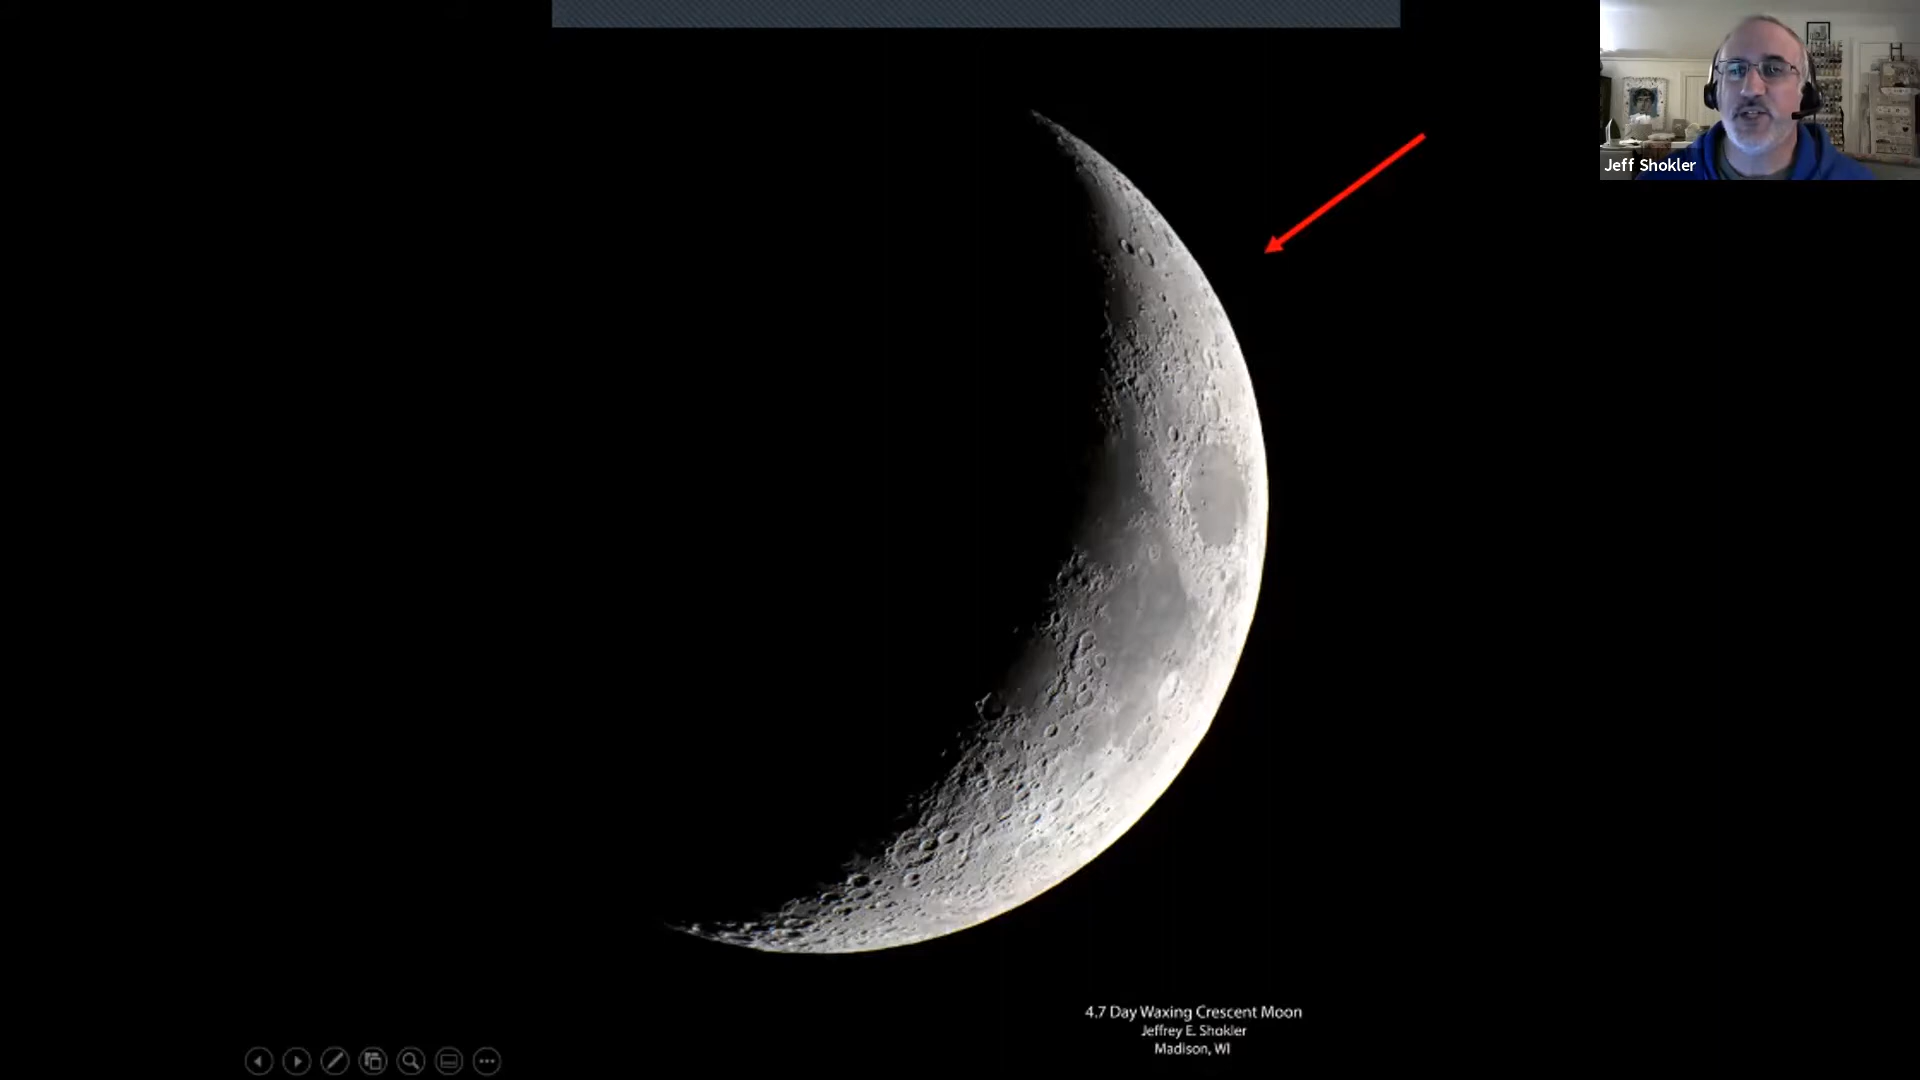 Jeff Shokler
4.7 Day Waxing Crescent Moon
Jeffrey E. Shokler
Madison, WI